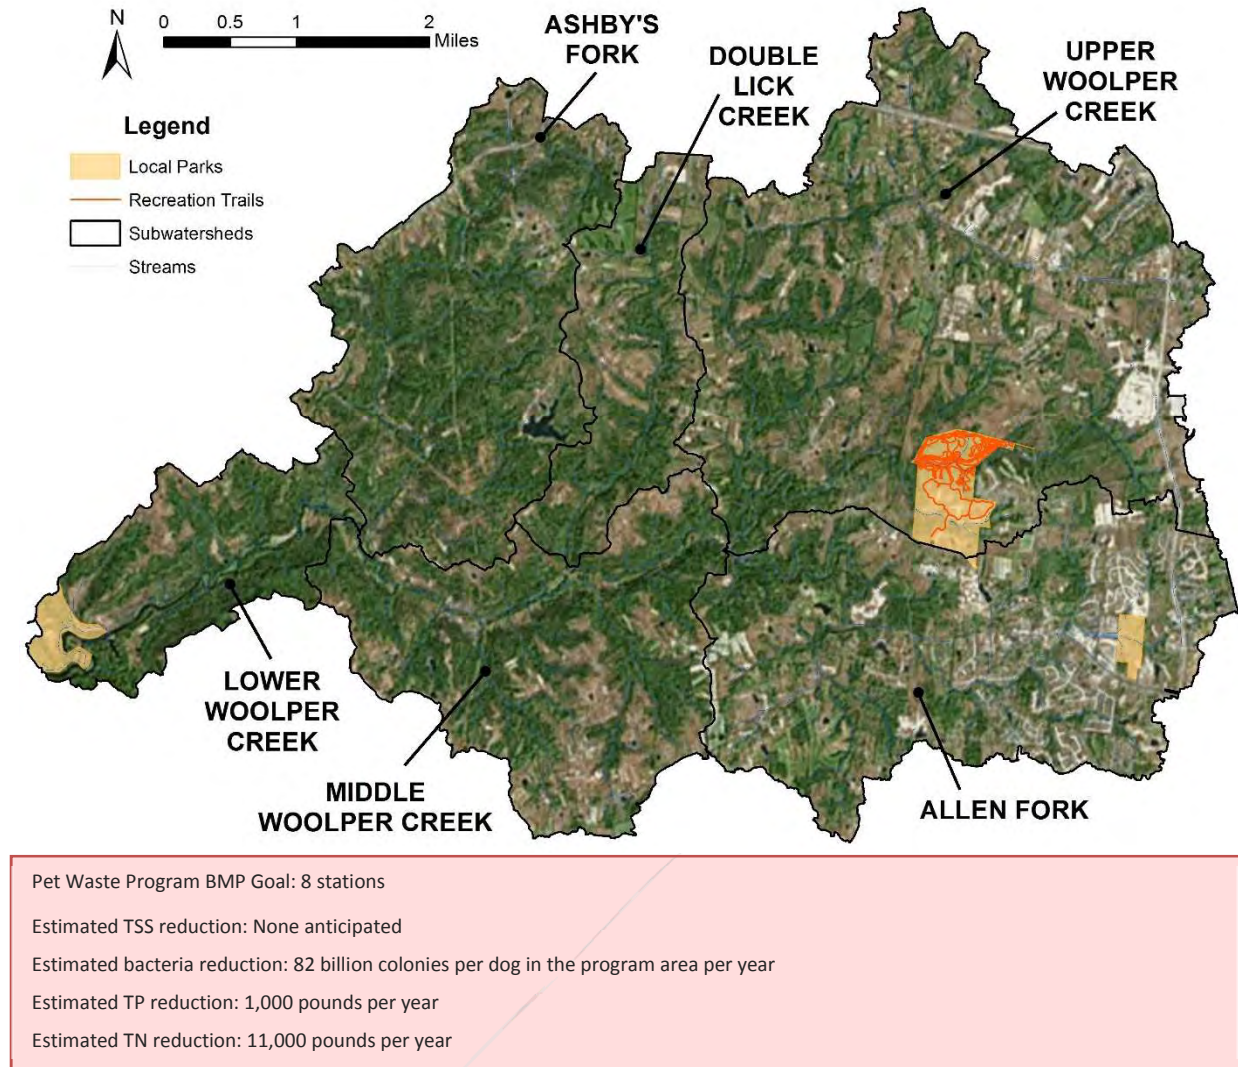 N
0 0.5 1 2
Miles
ASHBY'S
FORK
DOUBLE
LICK
CREEK
UPPER
WOOLPER
CREEK
Legend
Local Parks
Recreation Trails
Subwatersheds
Streams
LOWER
WOOLPER
CREEK
MIDDLE
WOOLPER CREEK
ALLEN FORK
Pet Waste Program BMP Goal: 8 stations
Estimated TSS reduction: None anticipated
Estimated bacteria reduction: 82 billion colonies per dog in the program area per year
Estimated TP reduction: 1,000 pounds per year
Estimated TN reduction: 11,000 pounds per year